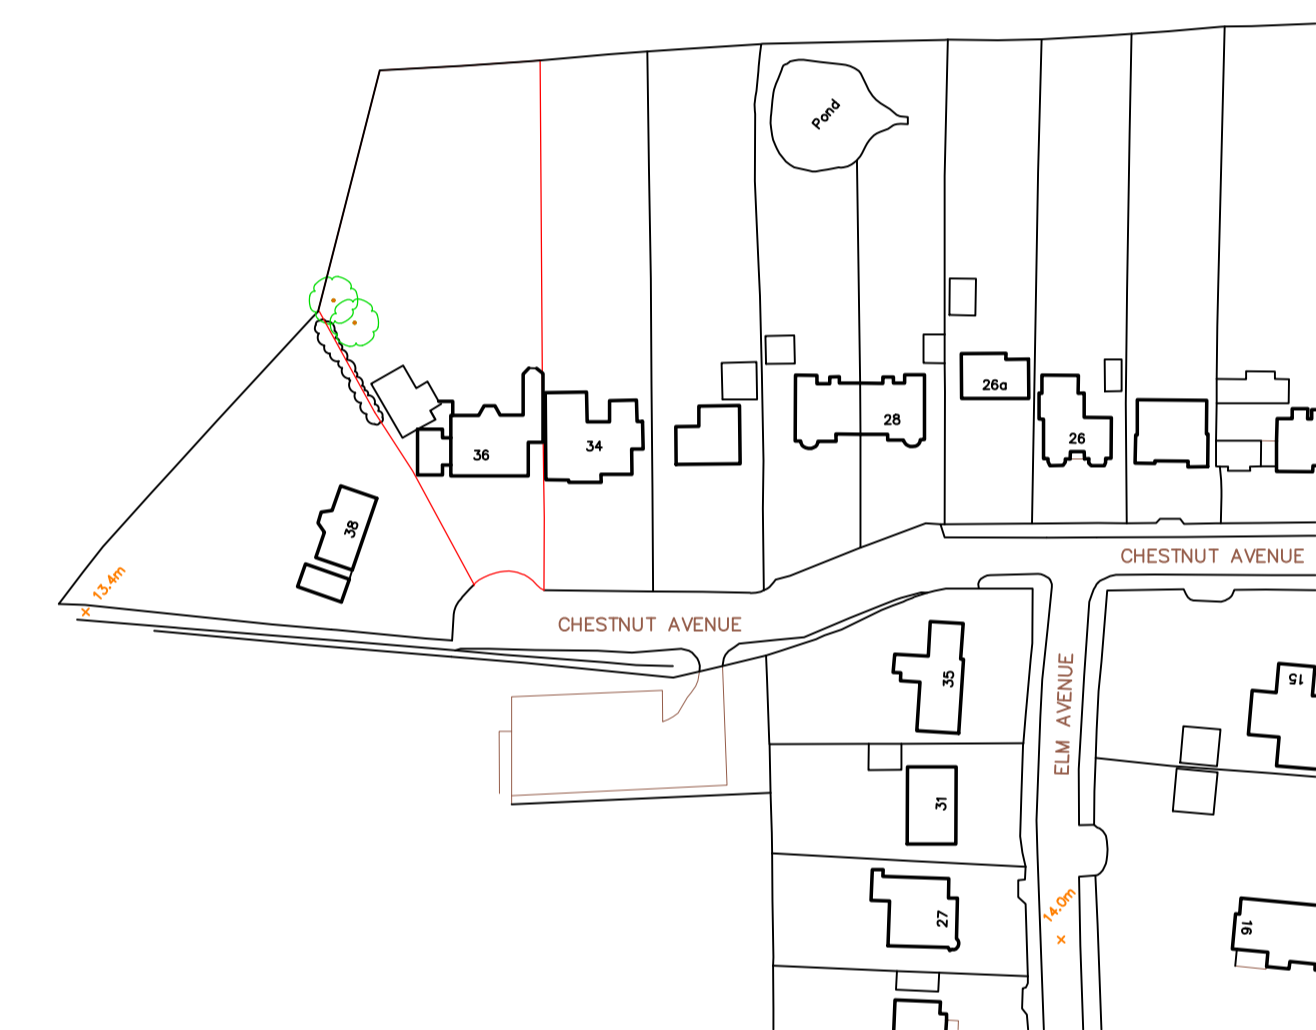 Pond
26a
28
26
36
34
38
CHESTNUT AVENUE
13.4m
CHESTNUT AVENUE
35
ELM AVENUE
15
31
27
14.0m
16